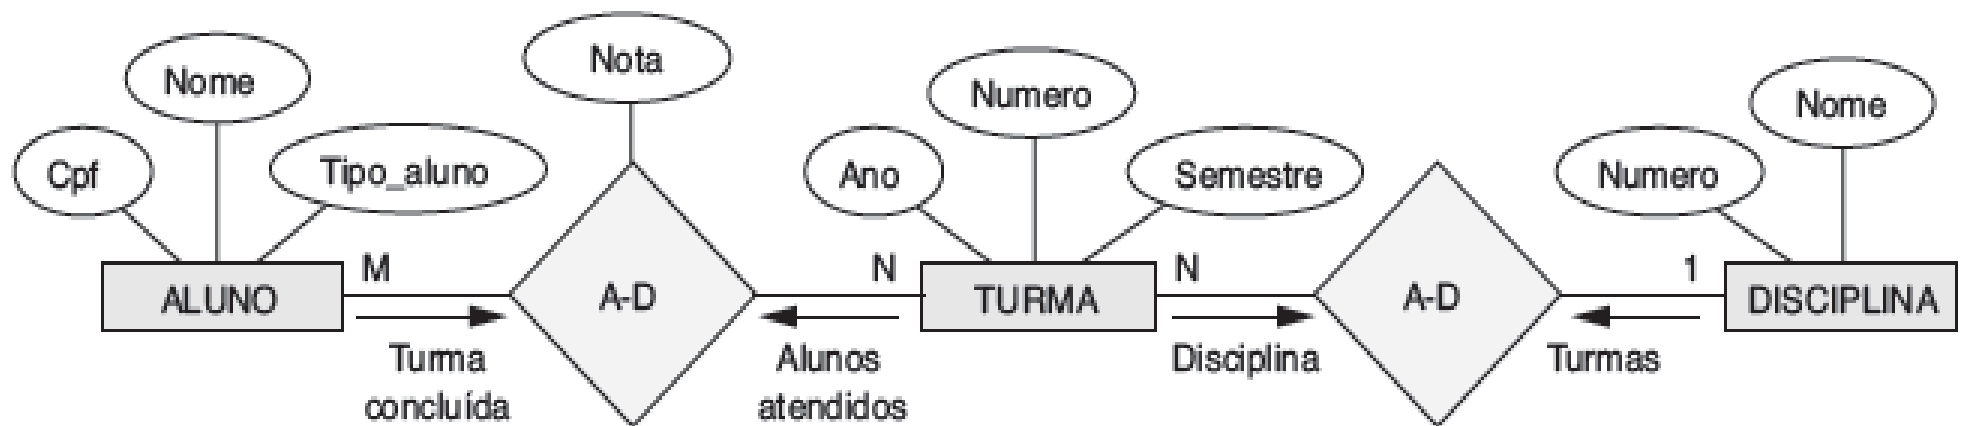 Nota
Nome
Numero
Nome
Cpf
Tipo_aluno
Ano
Semestre
Numero
M
N
N
1
ALUNO
A-D
TURMA
A-D
DISCIPLINA
Turma
concluída
Alunos
atendidos
Disciplina
Turmas